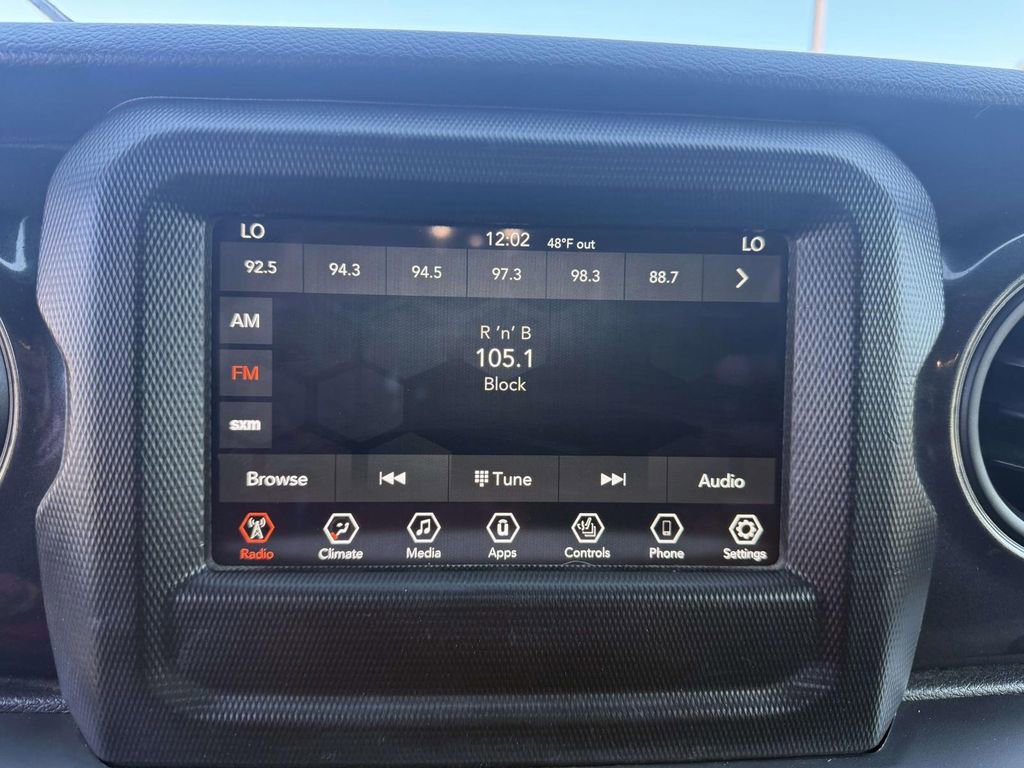 LO 12:02 48°F out LO
92.5 94.3 94.5 97.3 98.3 88.7
AM
FM
sxm
R 'n' B
105.1
Block
Browse Tune Audio
Radio Climate Media Apps Controls Phone Settings